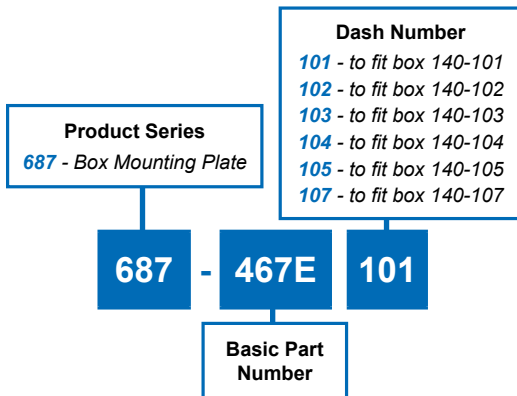 Dash Number
101 - to fit box 140-101
102 - to fit box 140-102
103 - to fit box 140-103
104 - to fit box 140-104
105 - to fit box 140-105
107 - to fit box 140-107
Product Series
687 - Box Mounting Plate
687 - 467E 101
Basic Part
Number